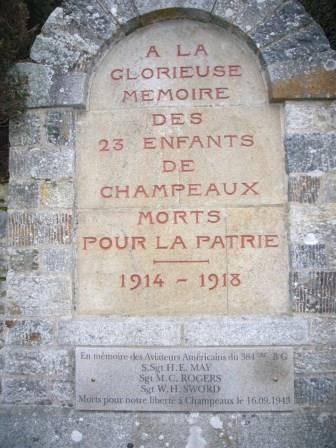 A LA
GLORIEUSE
MEMOIRE
DES
23 ENFANTS
DE
CHAMPEAUX
MORTS
POUR LA PATRIE
1914-1918
En mémoire des Aviateurs Américains du 384 B G
S.Sgt H.E. MAY
Sgt M.C. ROGERS
Sgt W.H. SWORD
Morts pour notre liberté à Champeaux le 16.09.1943